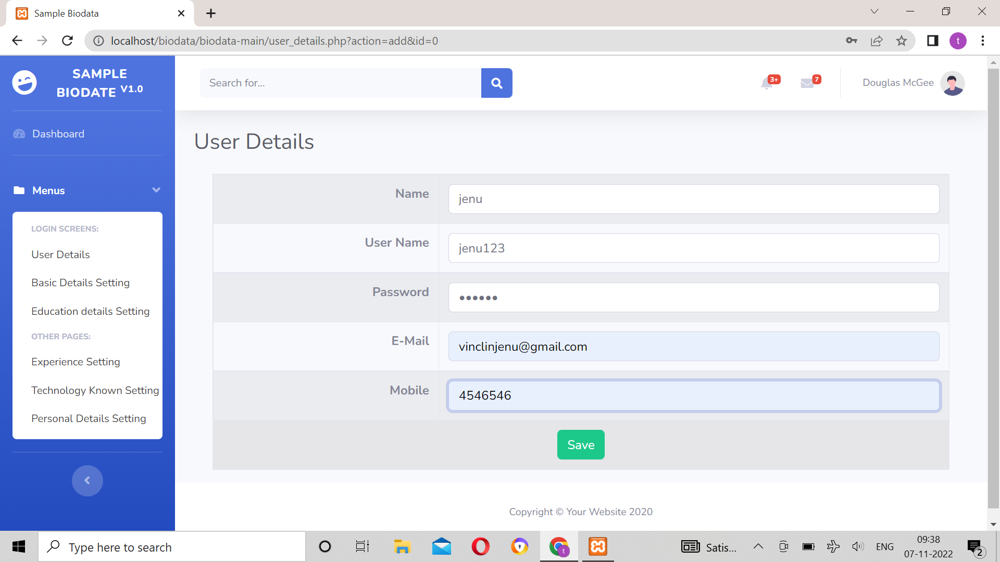 Sample Biodata
localhost/biodata/biodata-main/user_details.php?action=add&id=0
t
SAMPLE
BIODATE V1.0
Search for...
3+
7
Douglas McGee
Dashboard
User Details
Menus
LOGIN SCREENS:
User Details
Basic Details Setting
Education details Setting
OTHER PAGES:
Experience Setting
Technology Known Setting
Personal Details Setting
Name
jenu
User Name
jenu123
Password
••••••
E-Mail
vinclinjenu@gmail.com
Mobile
4546546
Save
Copyright © Your Website 2020
Type here to search
t
Satis...
ENG
09:38
07-11-2022
2